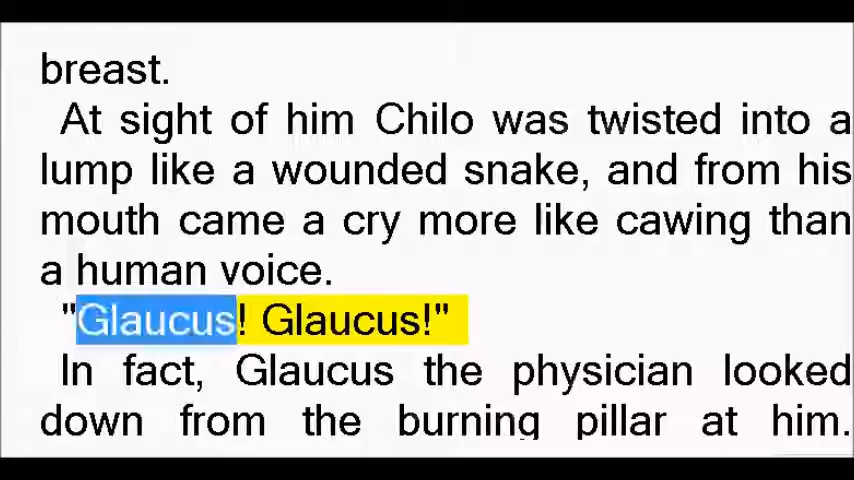 breast.
At sight of him Chilo was twisted into a
lump like a wounded snake, and from his
mouth came a cry more like cawing than
a human voice.
"Glaucus! Glaucus!"
In fact, Glaucus the physician looked
down from the burning pillar at him.